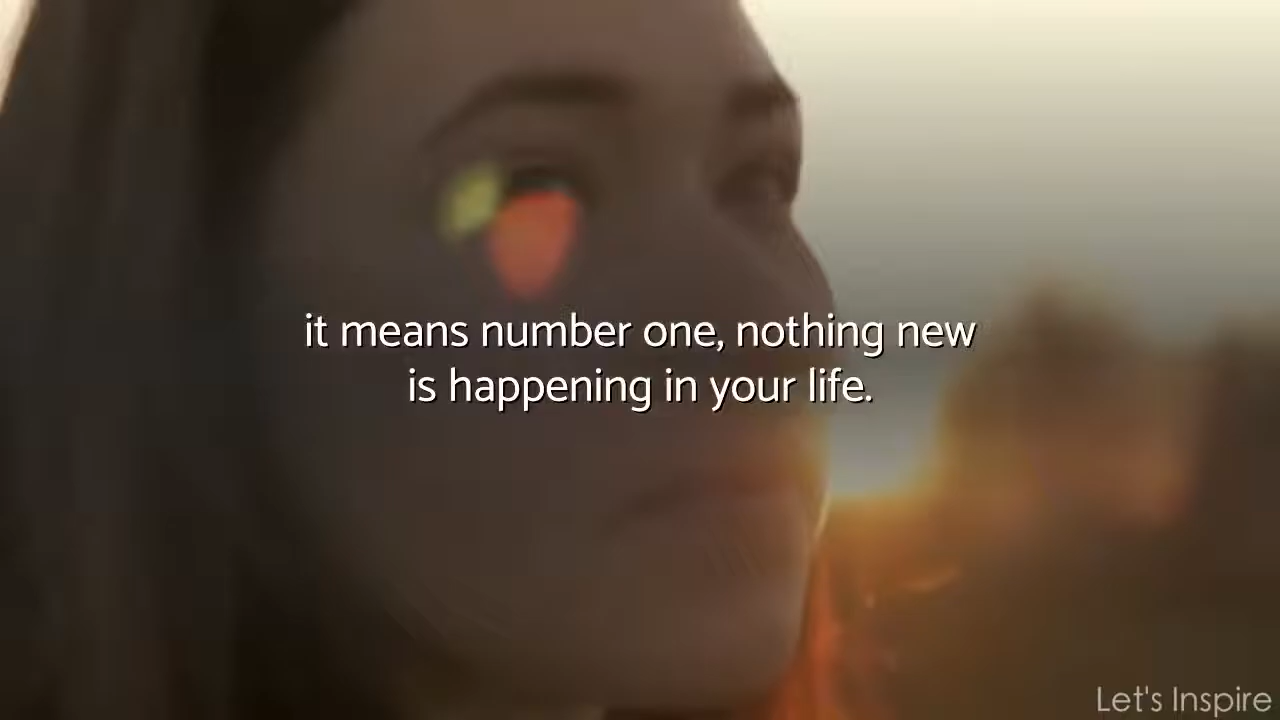 it means number one, nothing new
is happening in your life.
Let's Inspire